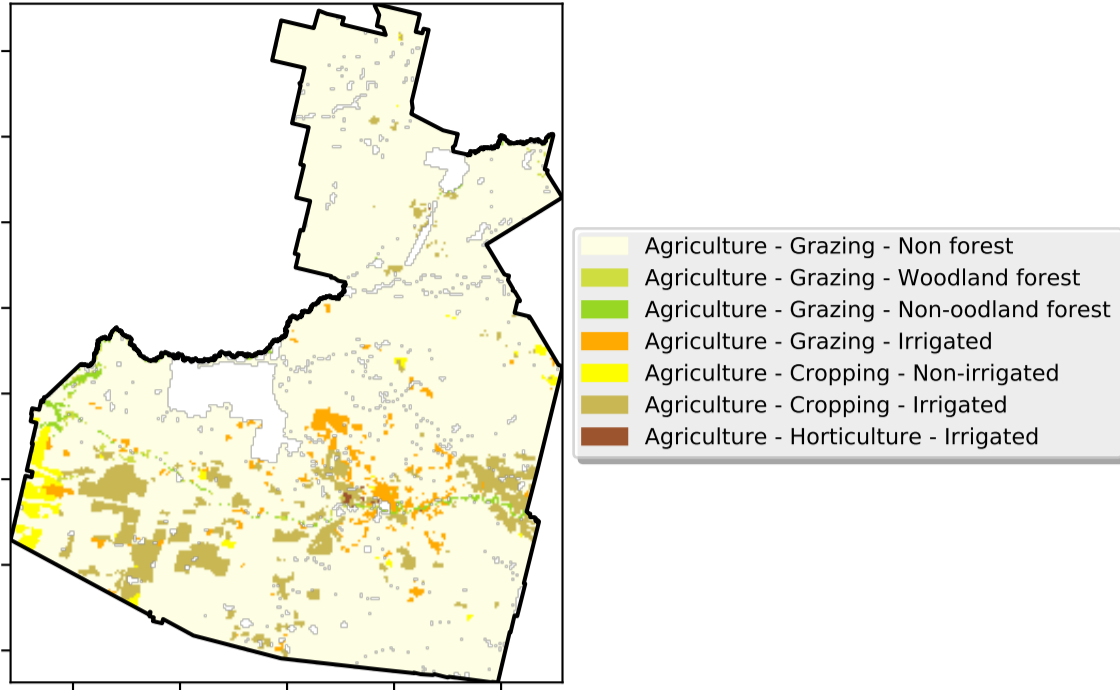 Agriculture - Grazing - Non forest
Agriculture - Grazing - Woodland forest
Agriculture - Grazing - Non-oodland forest
Agriculture - Grazing - Irrigated
Agriculture - Cropping - Non-irrigated
Agriculture - Cropping - Irrigated
Agriculture - Horticulture - Irrigated